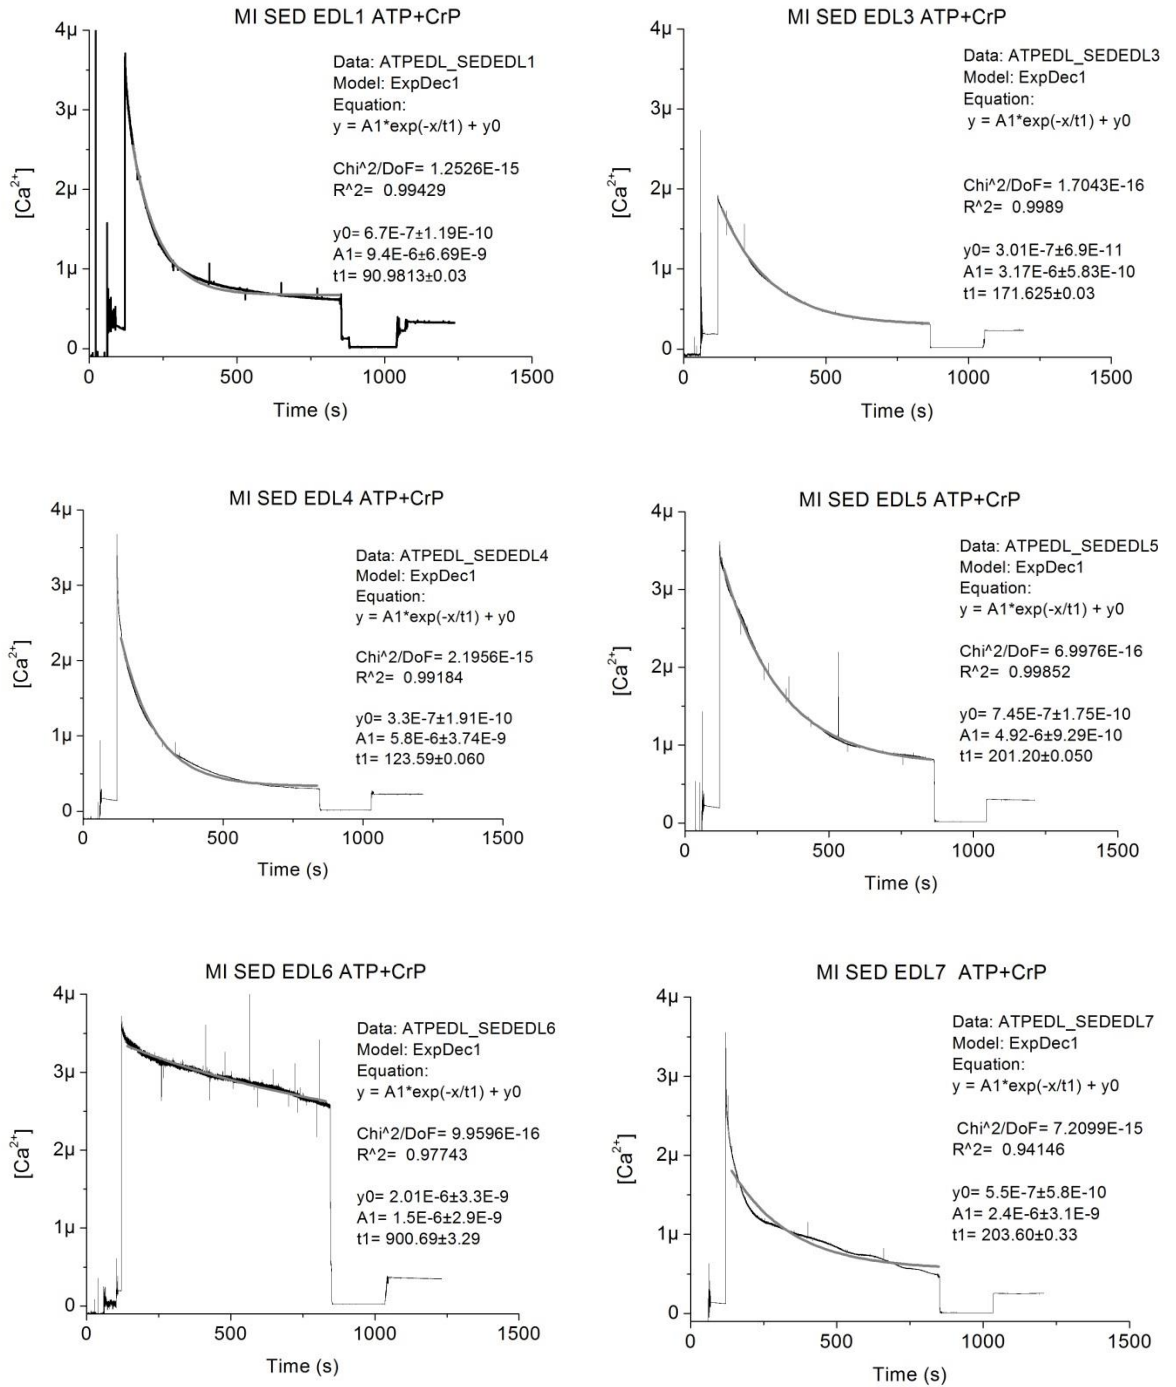 MI SED EDL1 ATP+CrP
4µ
3µ
2µ
1µ
0
[Ca2+]
Data: ATPEDL_SEDEDL1
Model: ExpDec1
Equation:
y = A1*exp(-x/t1) + y0
Chi^2/DoF= 1.2526E-15
R^2= 0.99429
y0= 6.7E-7±1.19E-10
A1= 9.4E-6±6.69E-9
t1= 90.9813±0.03
0 500 1000 1500
Time (s)
MI SED EDL3 ATP+CrP
4µ
3µ
2µ
1µ
0
[Ca2+]
Data: ATPEDL_SEDEDL3
Model: ExpDec1
Equation:
y = A1*exp(-x/t1) + y0
Chi^2/DoF= 1.7043E-16
R^2= 0.9989
y0= 3.01E-7±6.9E-11
A1= 3.17E-6±5.83E-10
t1= 171.625±0.03
0 500 1000 1500
Time (s)
MI SED EDL4 ATP+CrP
4µ
3µ
2µ
1µ
0
[Ca2+]
Data: ATPEDL_SEDEDL4
Model: ExpDec1
Equation:
y = A1*exp(-x/t1) + y0
Chi^2/DoF= 2.1956E-15
R^2= 0.99184
y0= 3.3E-7±1.91E-10
A1= 5.8E-6±3.74E-9
t1= 123.59±0.060
0 500 1000 1500
Time (s)
MI SED EDL5 ATP+CrP
4µ
3µ
2µ
1µ
0
[Ca2+]
Data: ATPEDL_SEDEDL5
Model: ExpDec1
Equation:
y = A1*exp(-x/t1) + y0
Chi^2/DoF= 6.9976E-16
R^2= 0.99852
y0= 7.45E-7±1.75E-10
A1= 4.92-6±9.29E-10
t1= 201.20±0.050
0 500 1000 1500
Time (s)
MI SED EDL6 ATP+CrP
4µ
3µ
2µ
1µ
0
[Ca2+]
Data: ATPEDL_SEDEDL6
Model: ExpDec1
Equation:
y = A1*exp(-x/t1) + y0
Chi^2/DoF= 9.9596E-16
R^2= 0.97743
y0= 2.01E-6±3.3E-9
A1= 1.5E-6±2.9E-9
t1= 900.69±3.29
0 500 1000 1500
Time (s)
MI SED EDL7 ATP+CrP
4µ
3µ
2µ
1µ
0
[Ca2+]
Data: ATPEDL_SEDEDL7
Model: ExpDec1
Equation:
y = A1*exp(-x/t1) + y0
Chi^2/DoF= 7.2099E-15
R^2= 0.94146
y0= 5.5E-7±5.8E-10
A1= 2.4E-6±3.1E-9
t1= 203.60±0.33
0 500 1000 1500
Time (s)